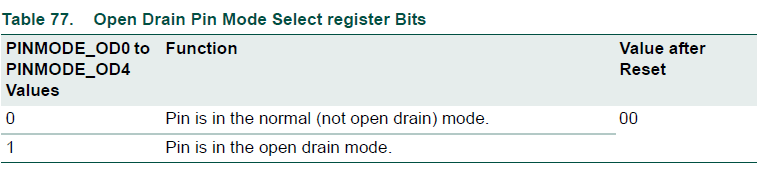 Table 77. Open Drain Pin Mode Select register Bits
PINMODE_OD0 to Function Value after
PINMODE_OD4 Reset
Values
0 Pin is in the normal (not open drain) mode. 00
1 Pin is in the open drain mode.